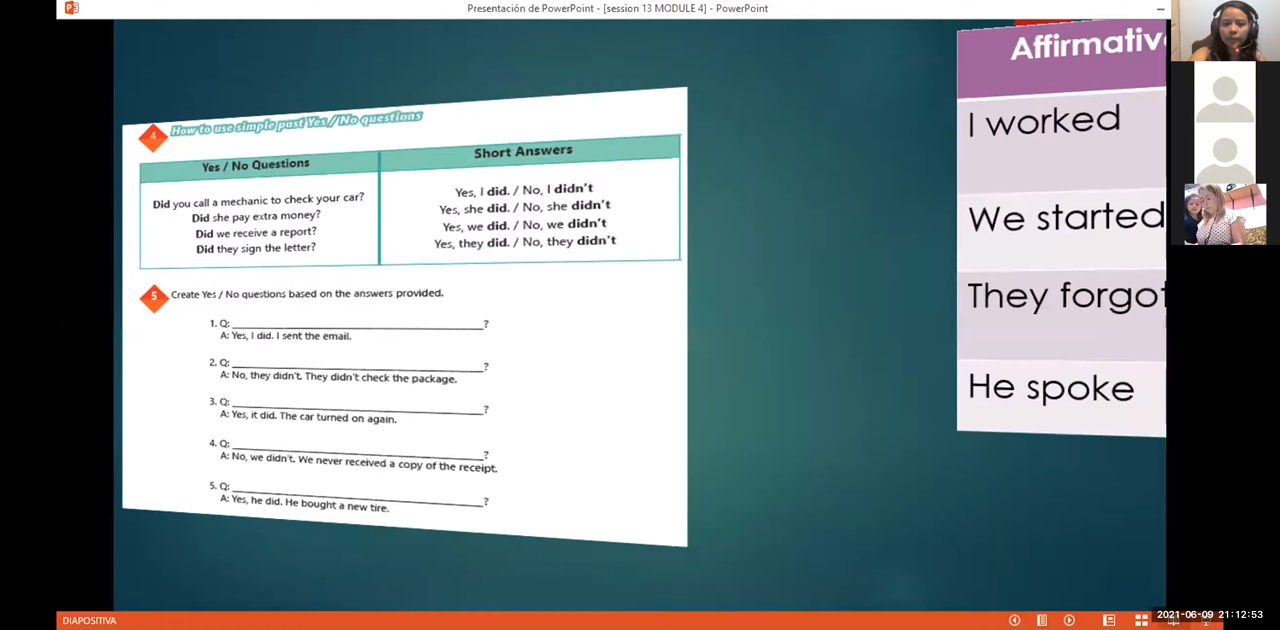 Presentación de PowerPoint - [session 13 MODULE 4] - PowerPoint
4 How to use simple past Yes / No questions
Yes / No Questions
Short Answers
Did you call a mechanic to check your car?
Did she pay extra money?
Did we receive a report?
Did they sign the letter?
Yes, I did. / No, I didn't
Yes, she did. / No, she didn't
Yes, we did. / No, we didn't
Yes, they did. / No, they didn't
5 Create Yes / No questions based on the answers provided.
1. Q: ______________________________?
A: Yes, I did. I sent the email.
2. Q: ______________________________?
A: No, they didn't. They didn't check the package.
3. Q: ______________________________?
A: Yes, it did. The car turned on again.
4. Q: ______________________________?
A: No, we didn't. We never received a copy of the receipt.
5. Q: ______________________________?
A: Yes, he did. He bought a new tire.
Affirmativ
I worked
We started
They forgot
He spoke
DIAPOSITIVA
2021-06-09 21:12:53